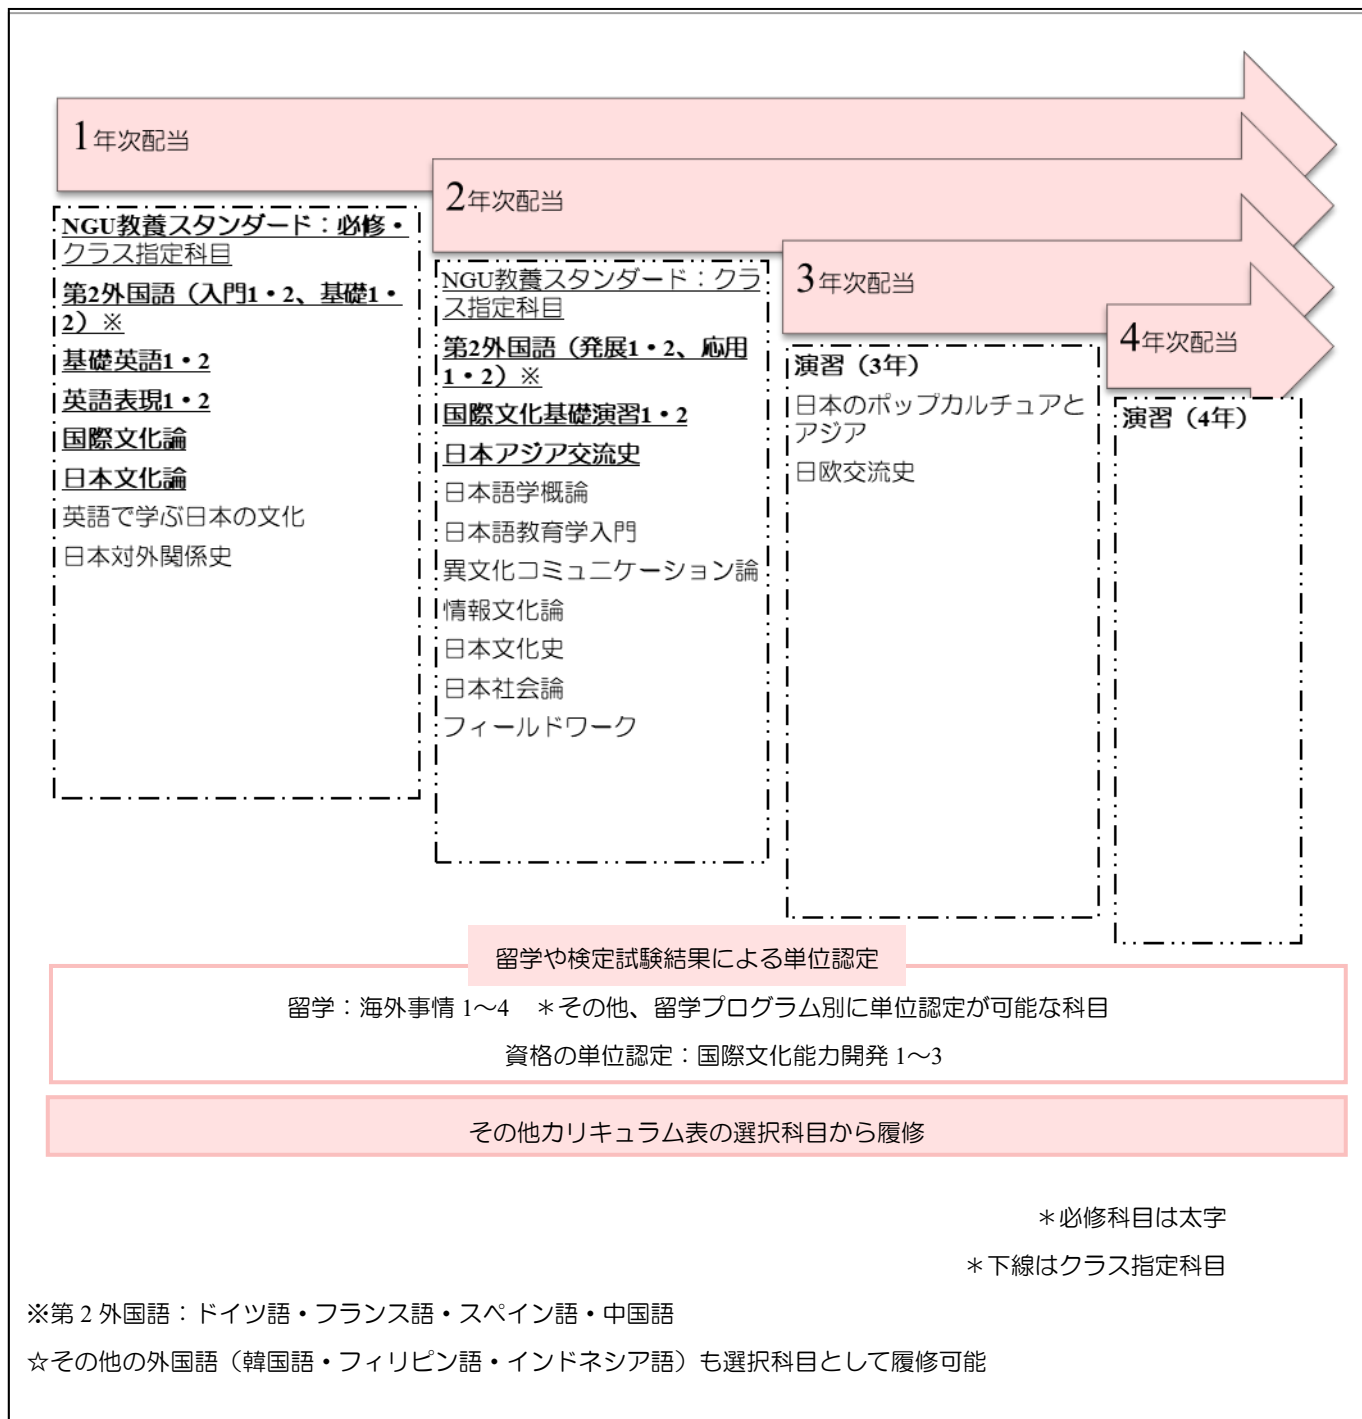 1年次配当
NGU教養スタンダード：必修・
クラス指定科目
第2外国語（入門1・2、基礎1・
2）※
基礎英語1・2
英語表現1・2
国際文化論
日本文化論
英語で学ぶ日本の文化
日本対外関係史
2年次配当
NGU教養スタンダード：クラ
ス指定科目
第2外国語（発展1・2、応用
1・2）※
国際文化基礎演習1・2
日本アジア交流史
日本語学概論
日本語教育学入門
異文化コミュニケーション論
情報文化論
日本文化史
日本社会論
フィールドワーク
3年次配当
演習（3年）
日本のポップカルチュアと
アジア
日欧交流史
4年次配当
演習（4年）
留学や検定試験結果による単位認定
留学：海外事情 1～4　＊その他、留学プログラム別に単位認定が可能な科目
資格の単位認定：国際文化能力開発 1～3
その他カリキュラム表の選択科目から履修
＊必修科目は太字
＊下線はクラス指定科目
※第 2 外国語：ドイツ語・フランス語・スペイン語・中国語
☆その他の外国語（韓国語・フィリピン語・インドネシア語）も選択科目として履修可能